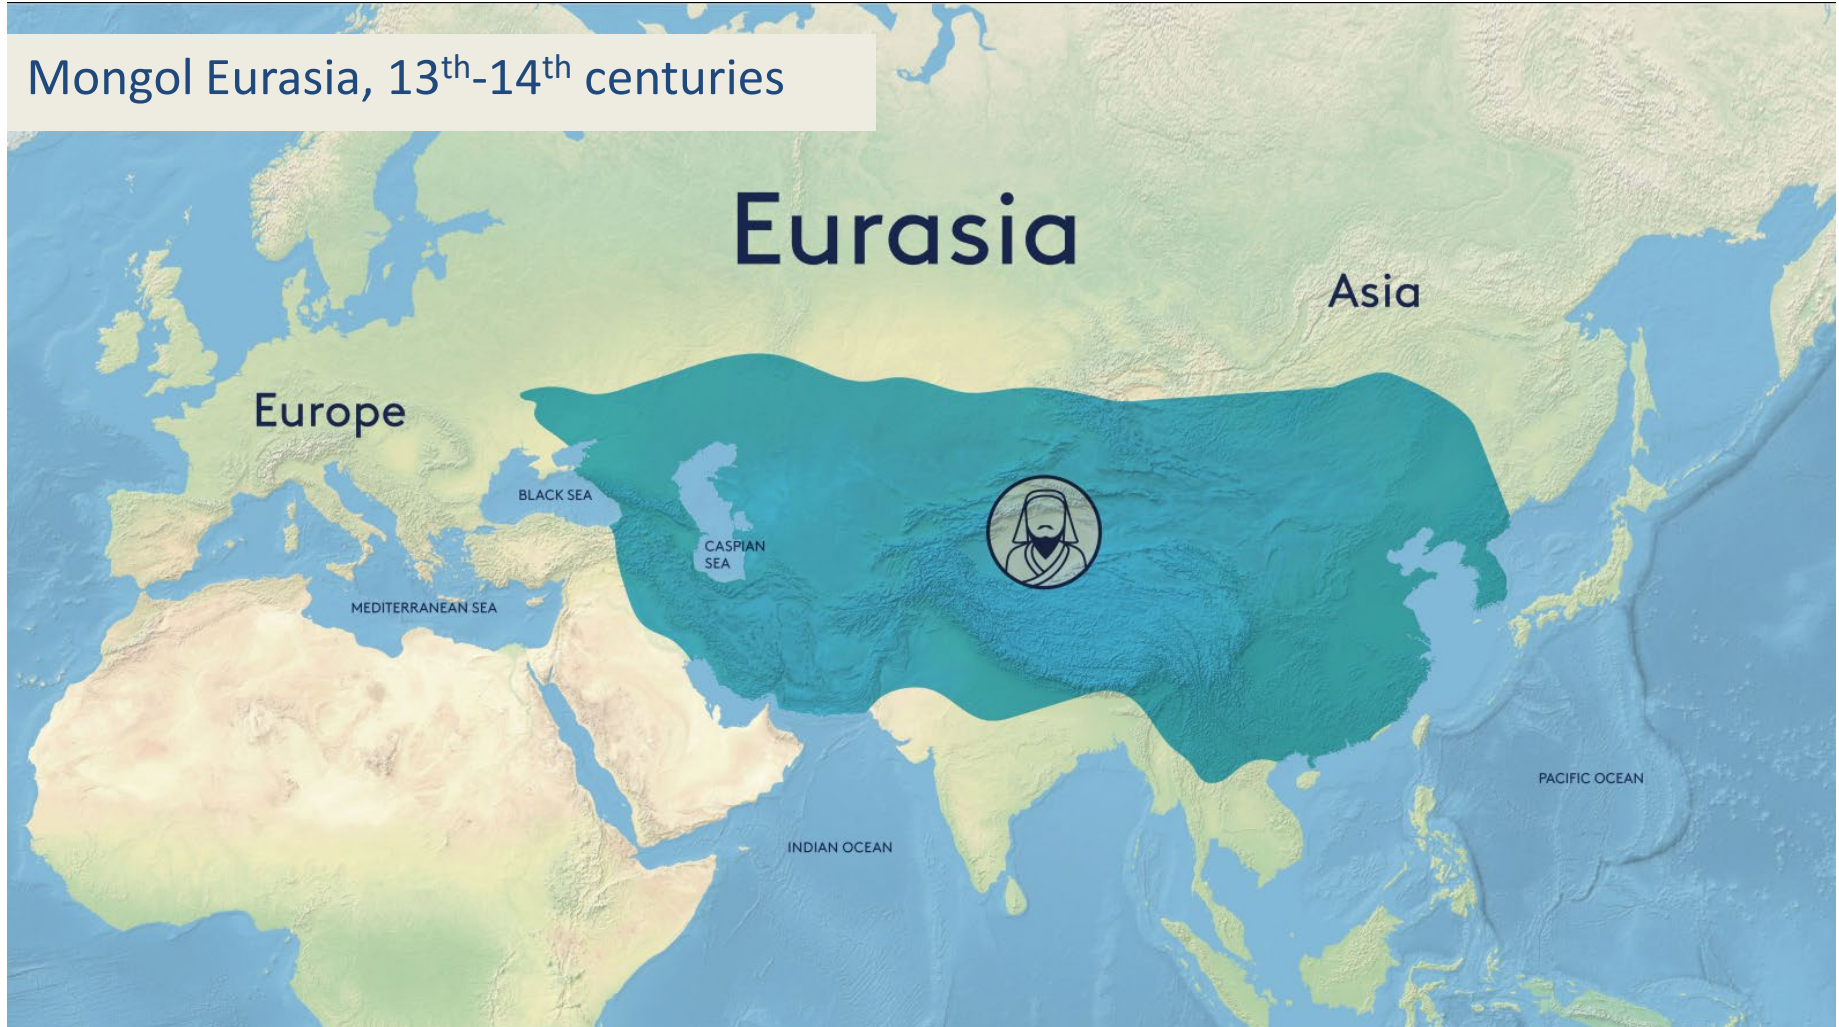 Mongol Eurasia, 13th-14th centuries
Eurasia
Asia
Europe
BLACK SEA
CASPIAN
SEA
MEDITERRANEAN SEA
PACIFIC OCEAN
INDIAN OCEAN